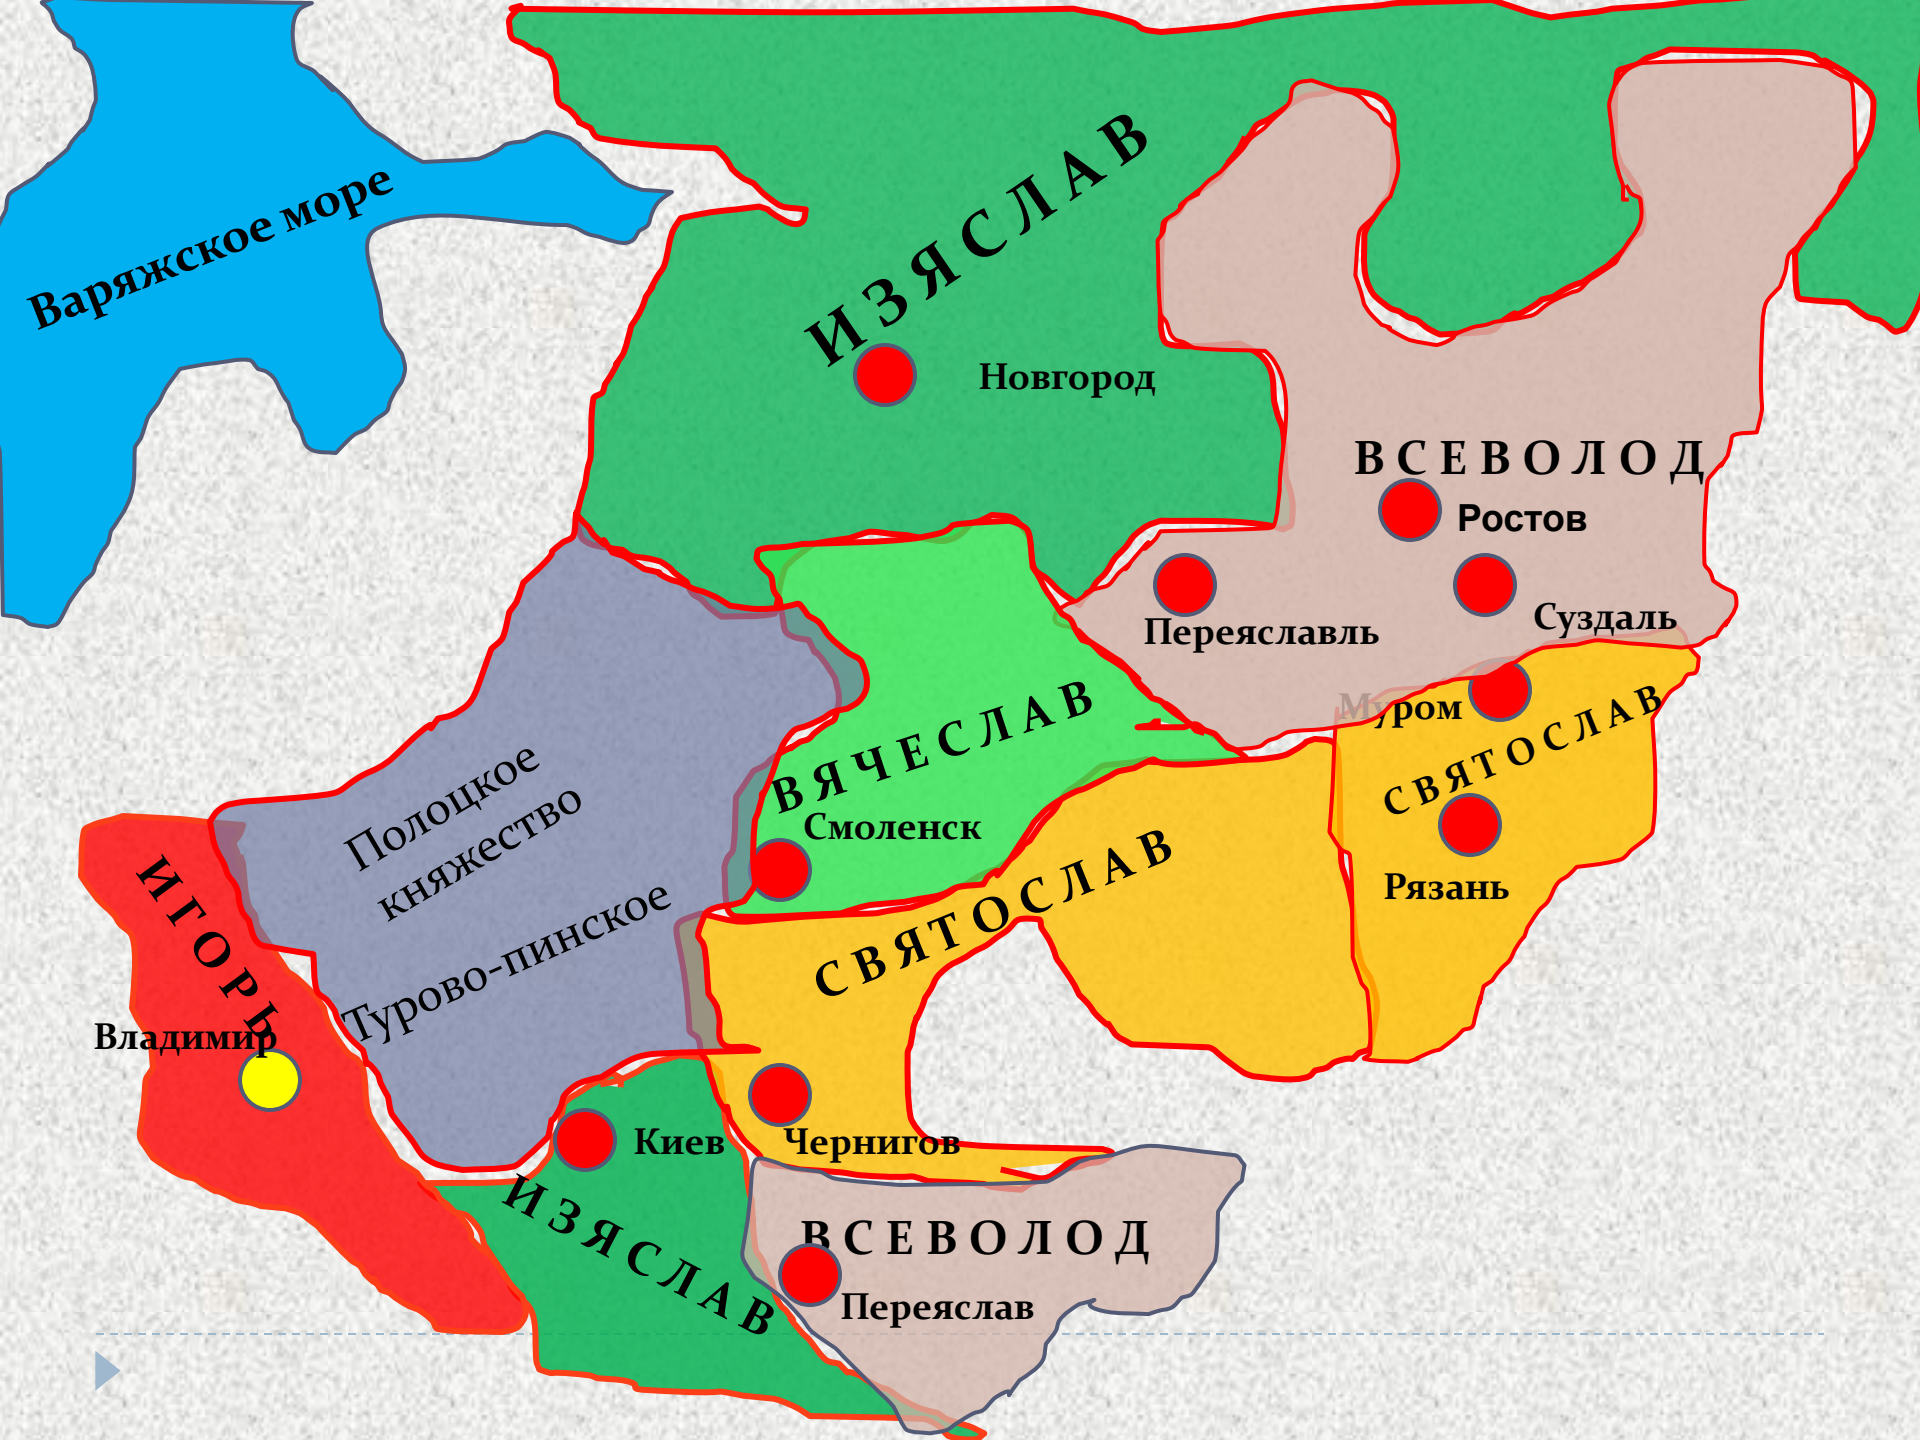 Варяжское море
ИЗЯСЛАВ
Новгород
ВСЕВОЛОД
Ростов
Суздаль
Переяславль
Муром
СВЯТОСЛАВ
Рязань
ВЯЧЕСЛАВ
Смоленск
Полоцкое
княжество
Турово-пинское
СВЯТОСЛАВ
ИГОРЬ
Владимир
Киев
Чернигов
ИЗЯСЛАВ
ВСЕВОЛОД
Переяслав